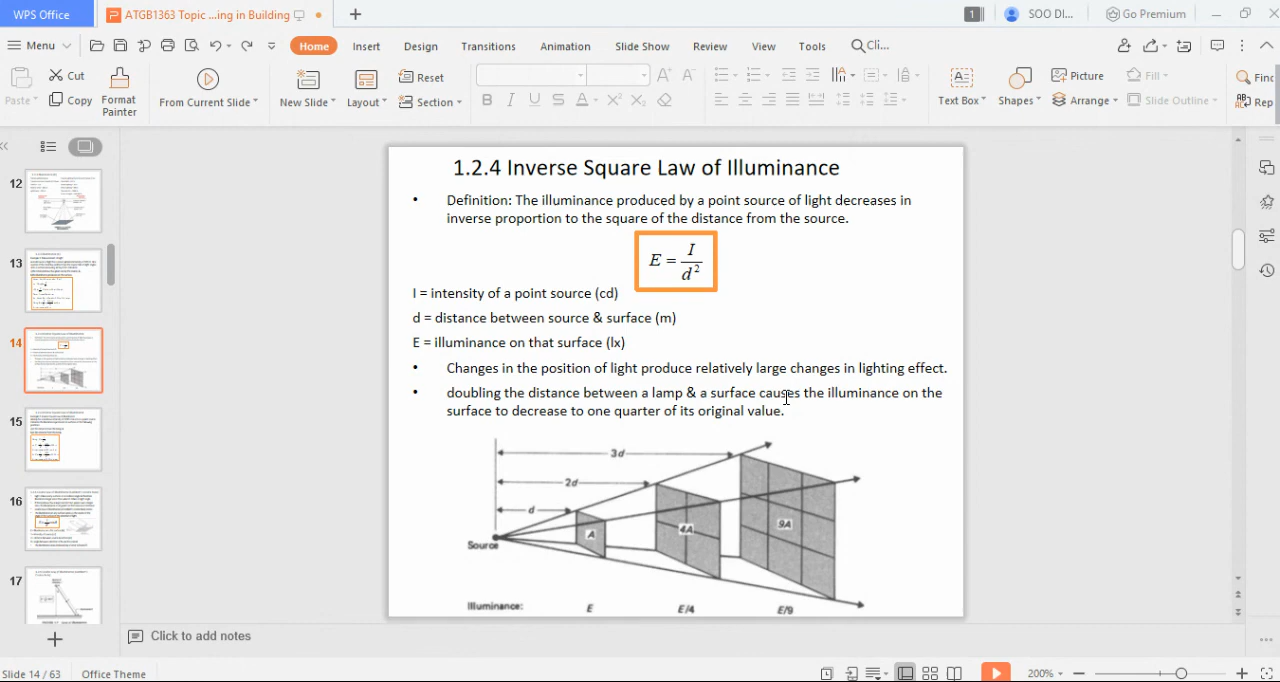 WPS Office
ATGB1363 Topic ...ing in Building
1
SOO DI...
Go Premium
Menu
Home
Insert
Design
Transitions
Animation
Slide Show
Review
View
Tools
Cli...
Paste
Cut
Copy
Format
Painter
From Current Slide
New Slide
Layout
Reset
Section
B I U S A X² X₂
Text Box
Shapes
Picture
Arrange
Fill
Slide Outline
Find
Rep
12
13
14
15
16
17
1.2.4 Inverse Square Law of Illuminance
• Definition: The illuminance produced by a point source of light decreases in
inverse proportion to the square of the distance from the source.
E = I / d²
I = intensity of a point source (cd)
d = distance between source & surface (m)
E = illuminance on that surface (lx)
• Changes in the position of light produce relatively large changes in lighting effect.
• doubling the distance between a lamp & a surface causes the illuminance on the
surface to decrease to one quarter of its original value.
3d
2d
d
A
4A
9A
Source
Illuminance: E E/4 E/9
Click to add notes
Slide 14 / 63
Office Theme
200%